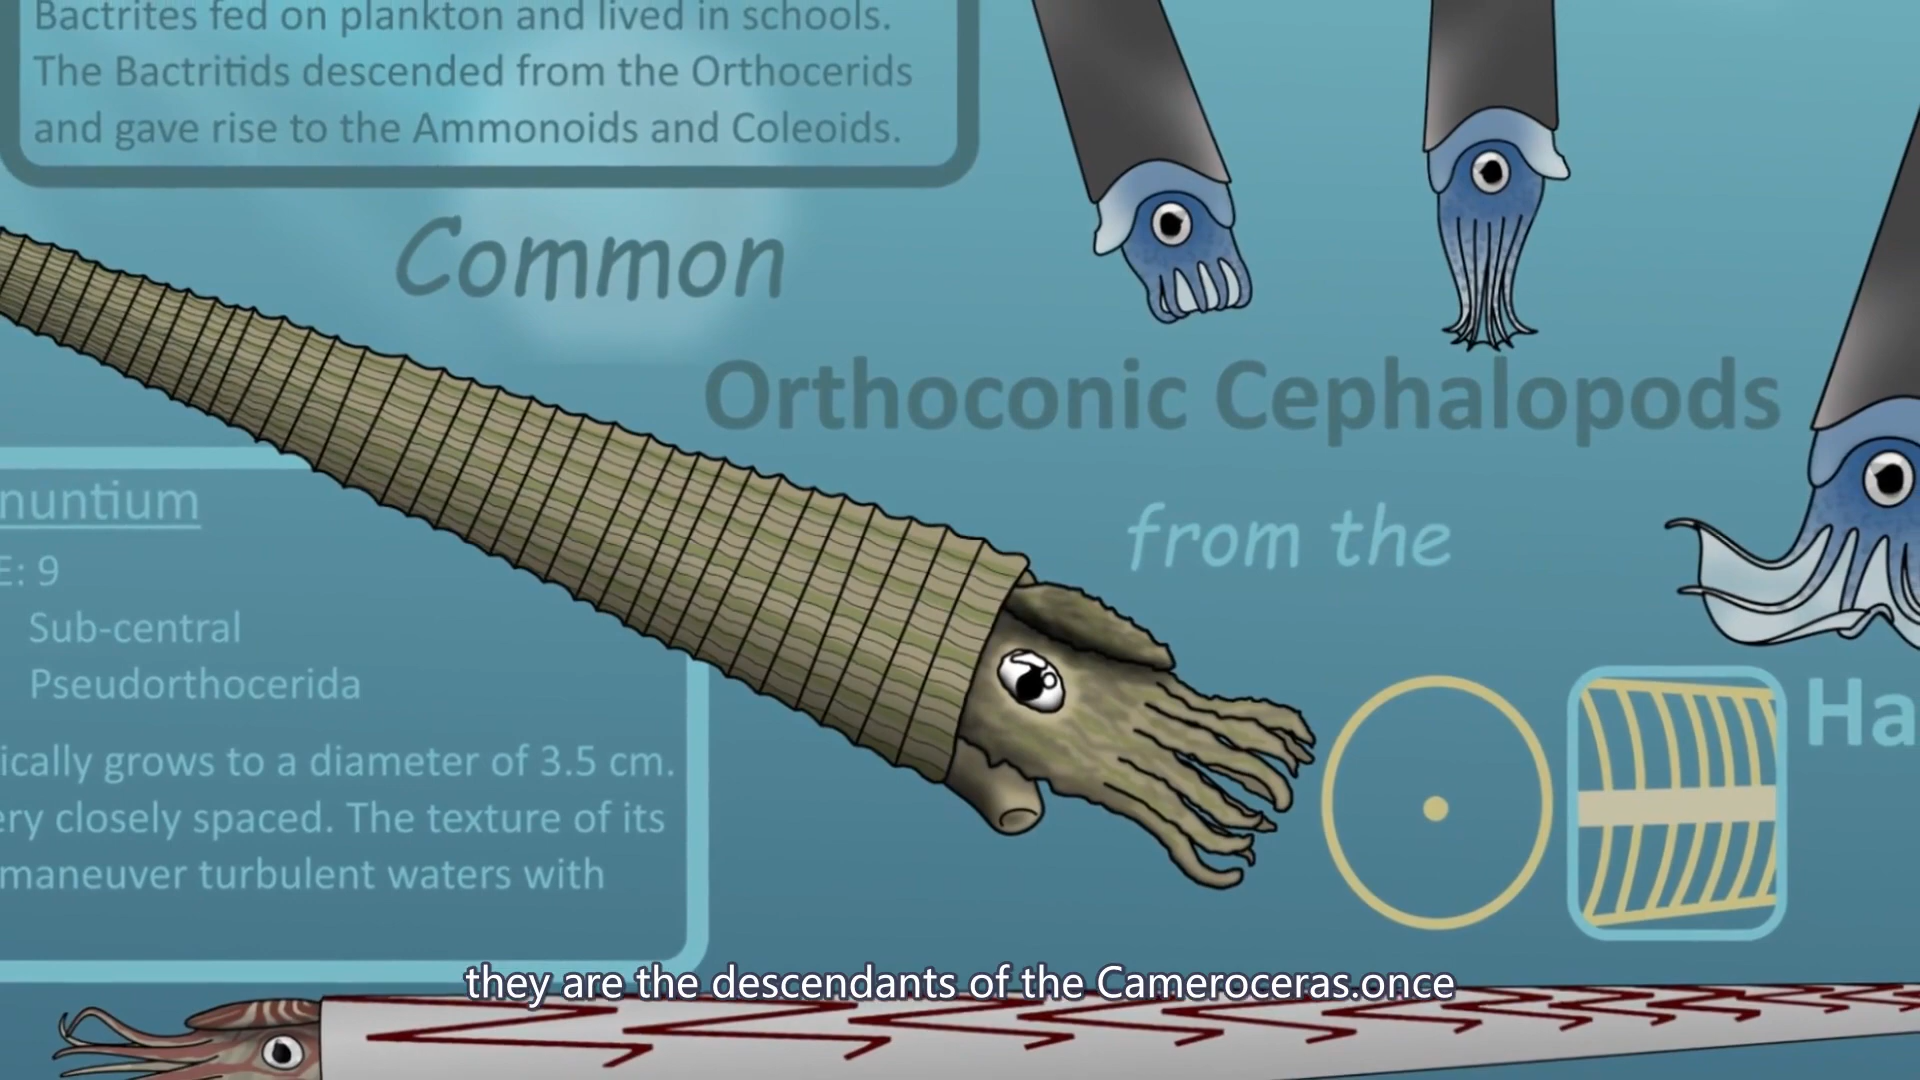 Bactrites fed on plankton and lived in schools.
The Bactritids descended from the Orthocerids
and gave rise to the Ammonoids and Coleoids.
Common
Orthoconic Cephalopods
from the
Ha
nuntium
E: 9
Sub-central
Pseudorthocerida
ically grows to a diameter of 3.5 cm.
ery closely spaced. The texture of its
maneuver turbulent waters with
they are the descendants of the Cameroceras.once